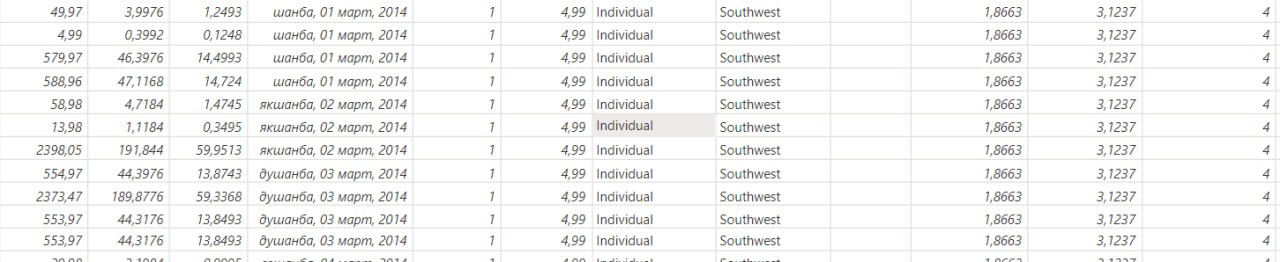 49,97 3,9976 1,2493 шанба, 01 март, 2014 1 4,99 Individual Southwest 1,8663 3,1237 4
4,99 0,3992 0,1248 шанба, 01 март, 2014 1 4,99 Individual Southwest 1,8663 3,1237 4
579,97 46,3976 14,4993 шанба, 01 март, 2014 1 4,99 Individual Southwest 1,8663 3,1237 4
588,96 47,1168 14,724 шанба, 01 март, 2014 1 4,99 Individual Southwest 1,8663 3,1237 4
58,98 4,7184 1,4745 якшанба, 02 март, 2014 1 4,99 Individual Southwest 1,8663 3,1237 4
13,98 1,1184 0,3495 якшанба, 02 март, 2014 1 4,99 Individual Southwest 1,8663 3,1237 4
2398,05 191,844 59,9513 якшанба, 02 март, 2014 1 4,99 Individual Southwest 1,8663 3,1237 4
554,97 44,3976 13,8743 душанба, 03 март, 2014 1 4,99 Individual Southwest 1,8663 3,1237 4
2373,47 189,8776 59,3368 душанба, 03 март, 2014 1 4,99 Individual Southwest 1,8663 3,1237 4
553,97 44,3176 13,8493 душанба, 03 март, 2014 1 4,99 Individual Southwest 1,8663 3,1237 4
553,97 44,3176 13,8493 душанба, 03 март, 2014 1 4,99 Individual Southwest 1,8663 3,1237 4
1 4,99 Individual Southwest 1,8663 3,1237 4